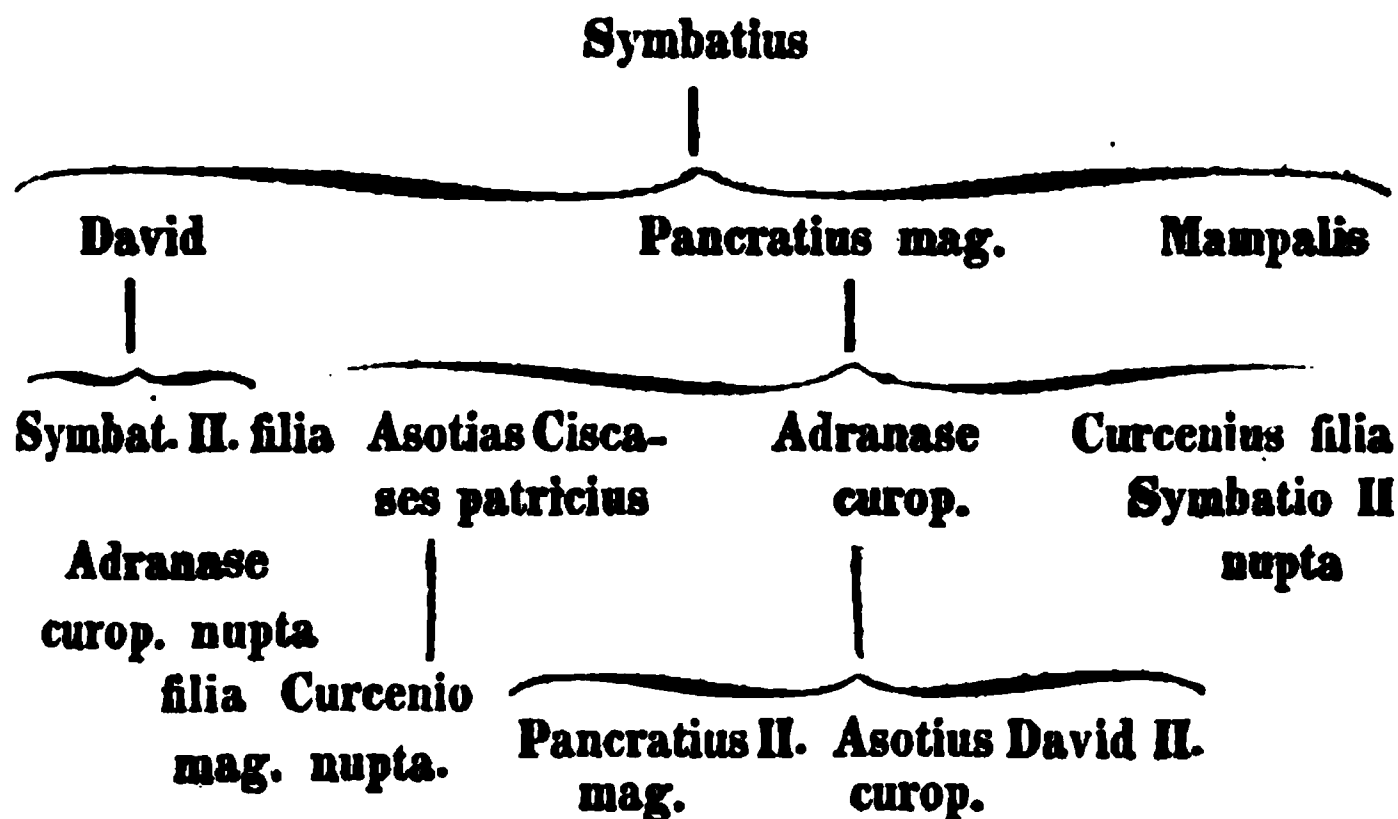 Symbatius
David Pancratius mag. Mampalis
Symbat. II. filia Asotias Cisca- Adranase Curcenius filia
ses patricius curop. Symbatio II
Adranase nupta
curop. nupta
filia Curcenio
mag. nupta.
Pancratius II. Asotius David II.
mag. curop.